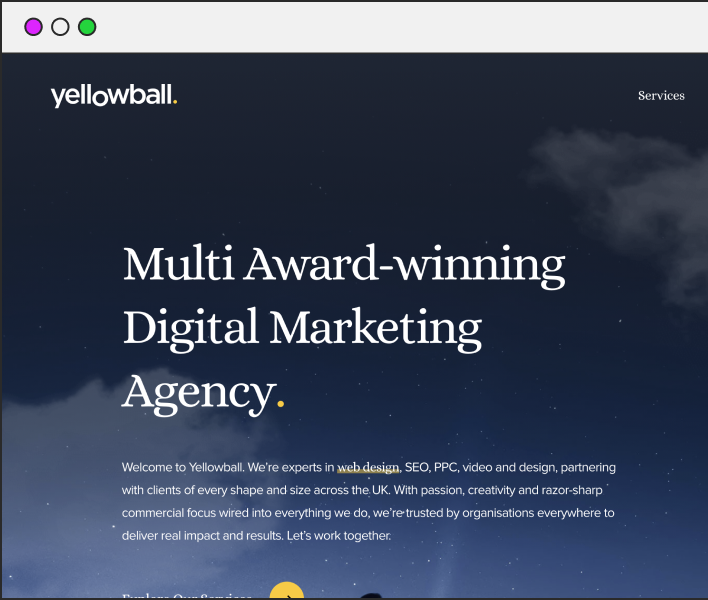 yellowball.
Services
Multi Award-winning
Digital Marketing
Agency.
Welcome to Yellowball. We're experts in web design, SEO, PPC, video and design, partnering
with clients of every shape and size across the UK. With passion, creativity and razor-sharp
commercial focus wired into everything we do, we're trusted by organisations everywhere to
deliver real impact and results. Let's work together.
Explore Our Services